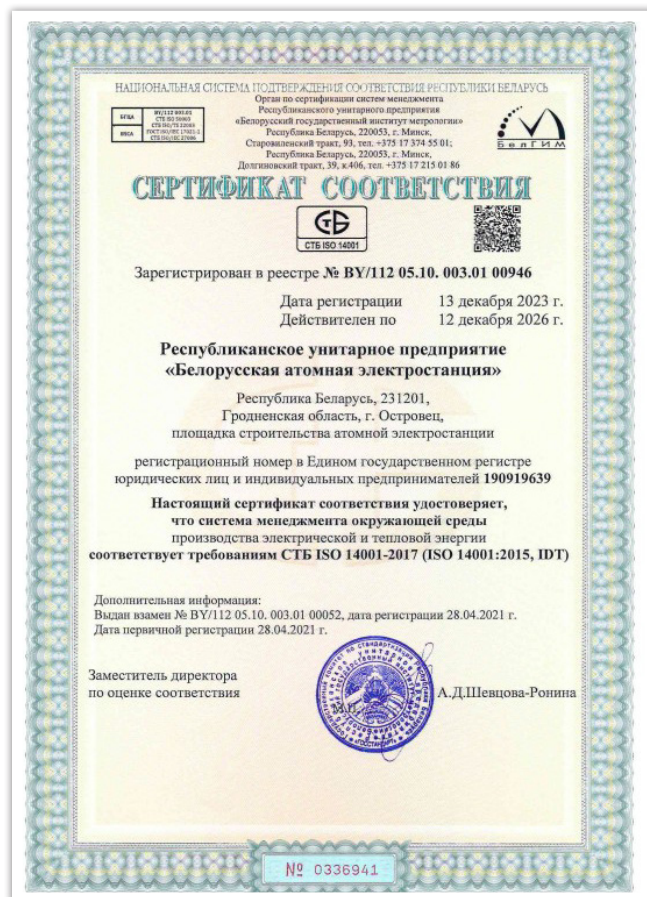 НАЦИОНАЛЬНАЯ СИСТЕМА ПОДТВЕРЖДЕНИЯ СООТВЕТСТВИЯ РЕСПУБЛИКИ БЕЛАРУСЬ
Орган по сертификации систем менеджмента
Республиканского унитарного предприятия
«Белорусский государственный институт метрологии»
Республика Беларусь, 220053, г. Минск,
Старовиленский тракт, 93, тел. +375 17 374 55 01;
Республика Беларусь, 220053, г. Минск,
Долгиновский тракт, 39, к.406, тел. +375 17 215 01 86
БГЦА
BY/112 003.01
БелГИМ
СЕРТИФИКАТ СООТВЕТСТВИЯ
СТБ
СТБ ISO 14001
Зарегистрирован в реестре № BY/112 05.10. 003.01 00946
Дата регистрации 13 декабря 2023 г.
Действителен по 12 декабря 2026 г.
Республиканское унитарное предприятие
«Белорусская атомная электростанция»
Республика Беларусь, 231201,
Гродненская область, г. Островец,
площадка строительства атомной электростанции
регистрационный номер в Едином государственном регистре
юридических лиц и индивидуальных предпринимателей 190919639
Настоящий сертификат соответствия удостоверяет,
что система менеджмента окружающей среды
производства электрической и тепловой энергии
соответствует требованиям СТБ ISO 14001-2017 (ISO 14001:2015, IDT)
Дополнительная информация:
Выдан взамен № BY/112 05.10. 003.01 00052, дата регистрации 28.04.2021 г.
Дата первичной регистрации 28.04.2021 г.
Заместитель директора
по оценке соответствия
М.П.
А.Д.Шевцова-Ронина
№ 0336941